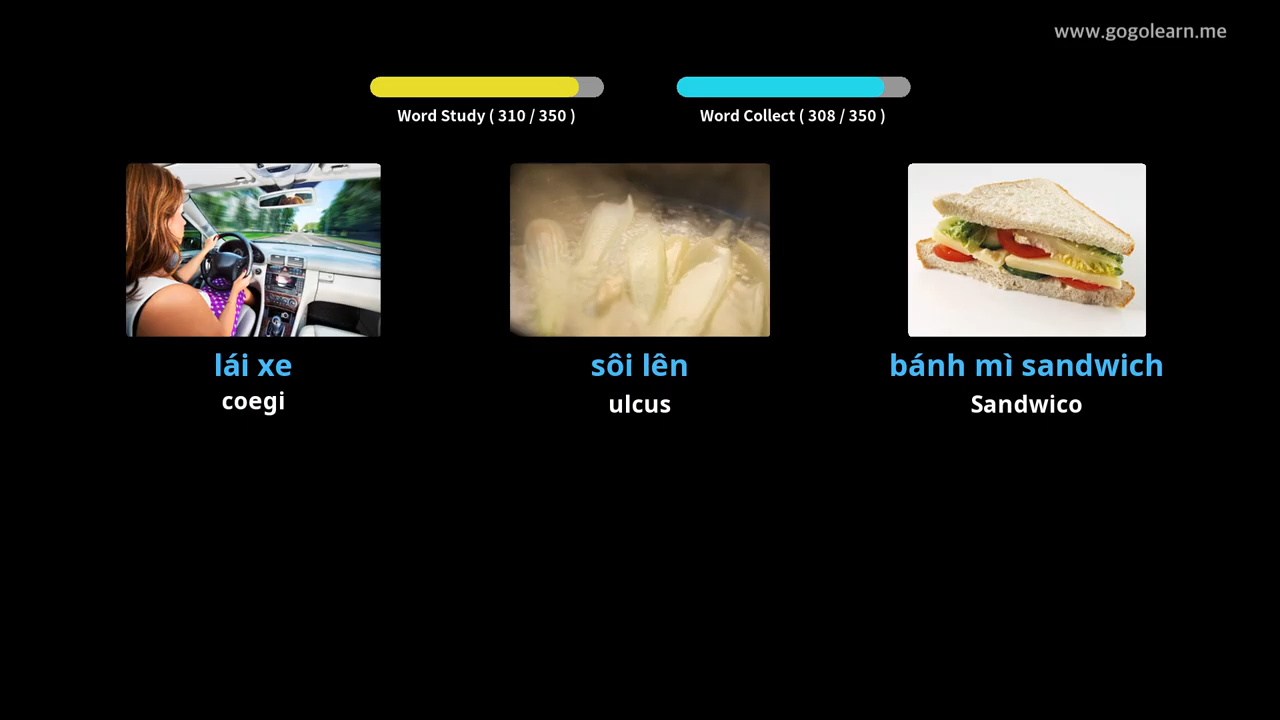 www.gogolearn.me
Word Study ( 310 / 350 )
Word Collect ( 308 / 350 )
lái xe
coegi
sôi lên
ulcus
bánh mì sandwich
Sandwico